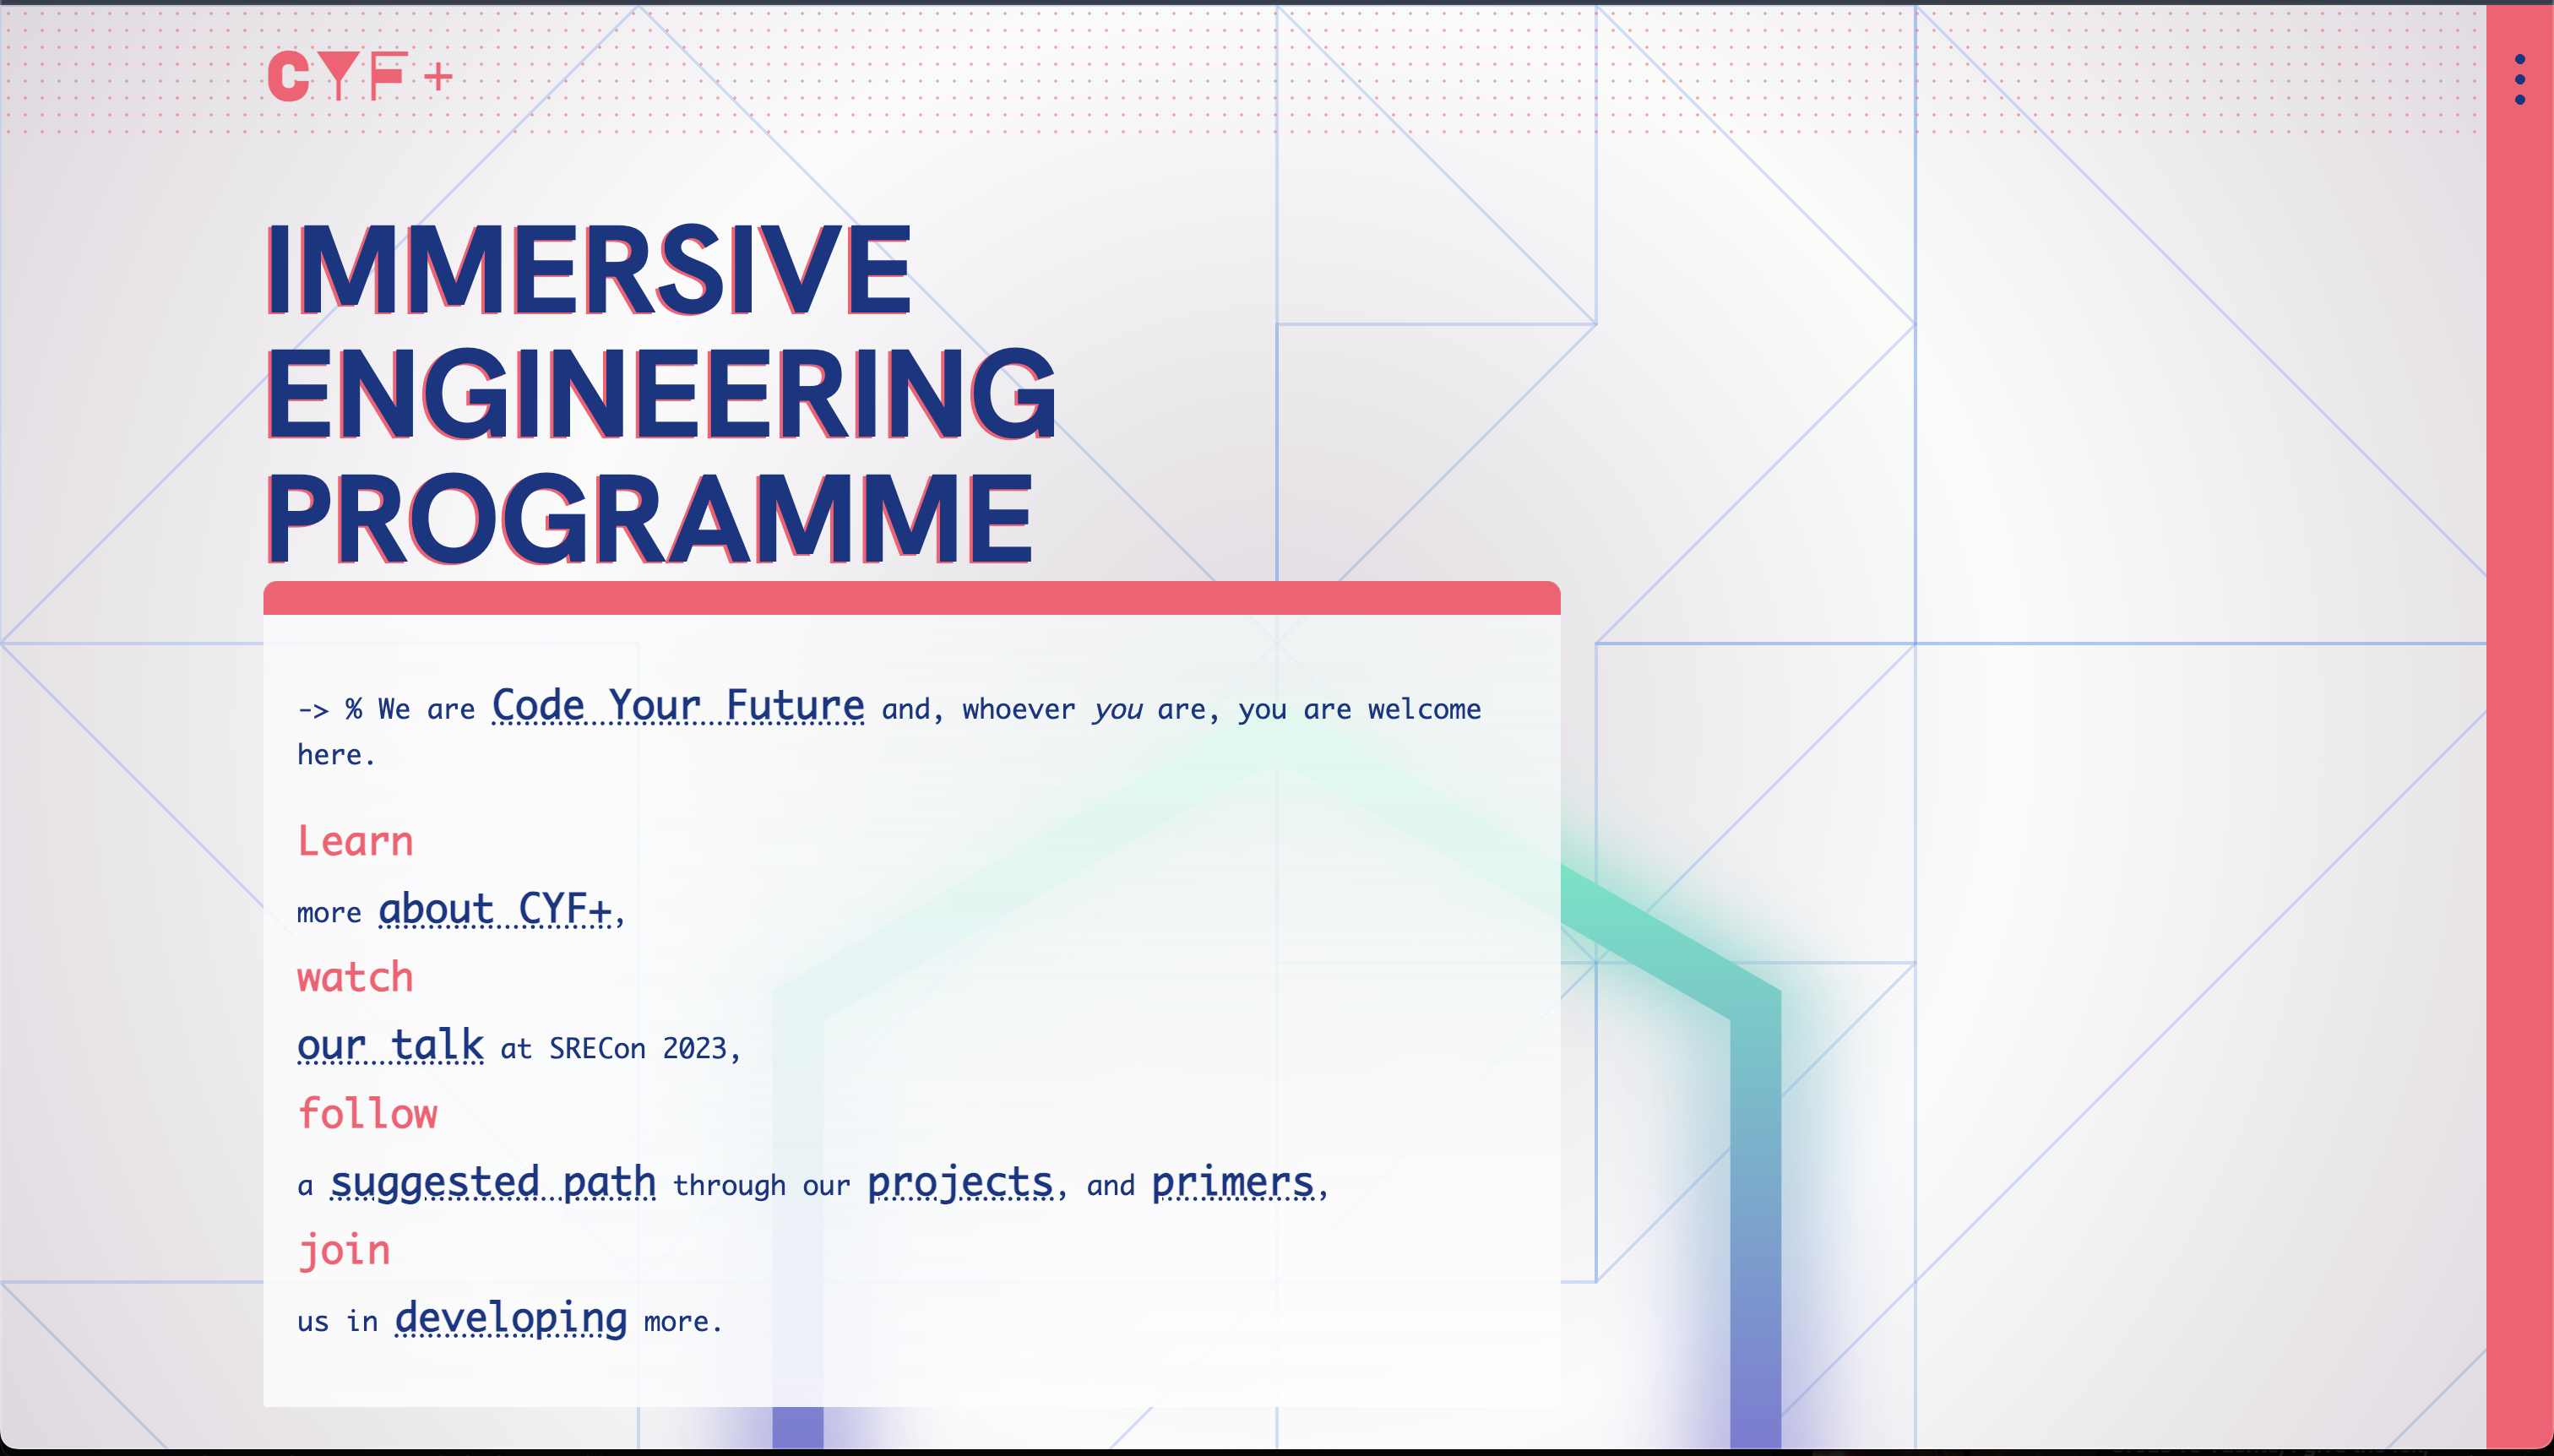 CYF+
IMMERSIVE
ENGINEERING
PROGRAMME
-> % We are Code Your Future and, whoever you are, you are welcome
here.
Learn
more about CYF+,
watch
our talk at SRECon 2023,
follow
a suggested path through our projects, and primers,
join
us in developing more.